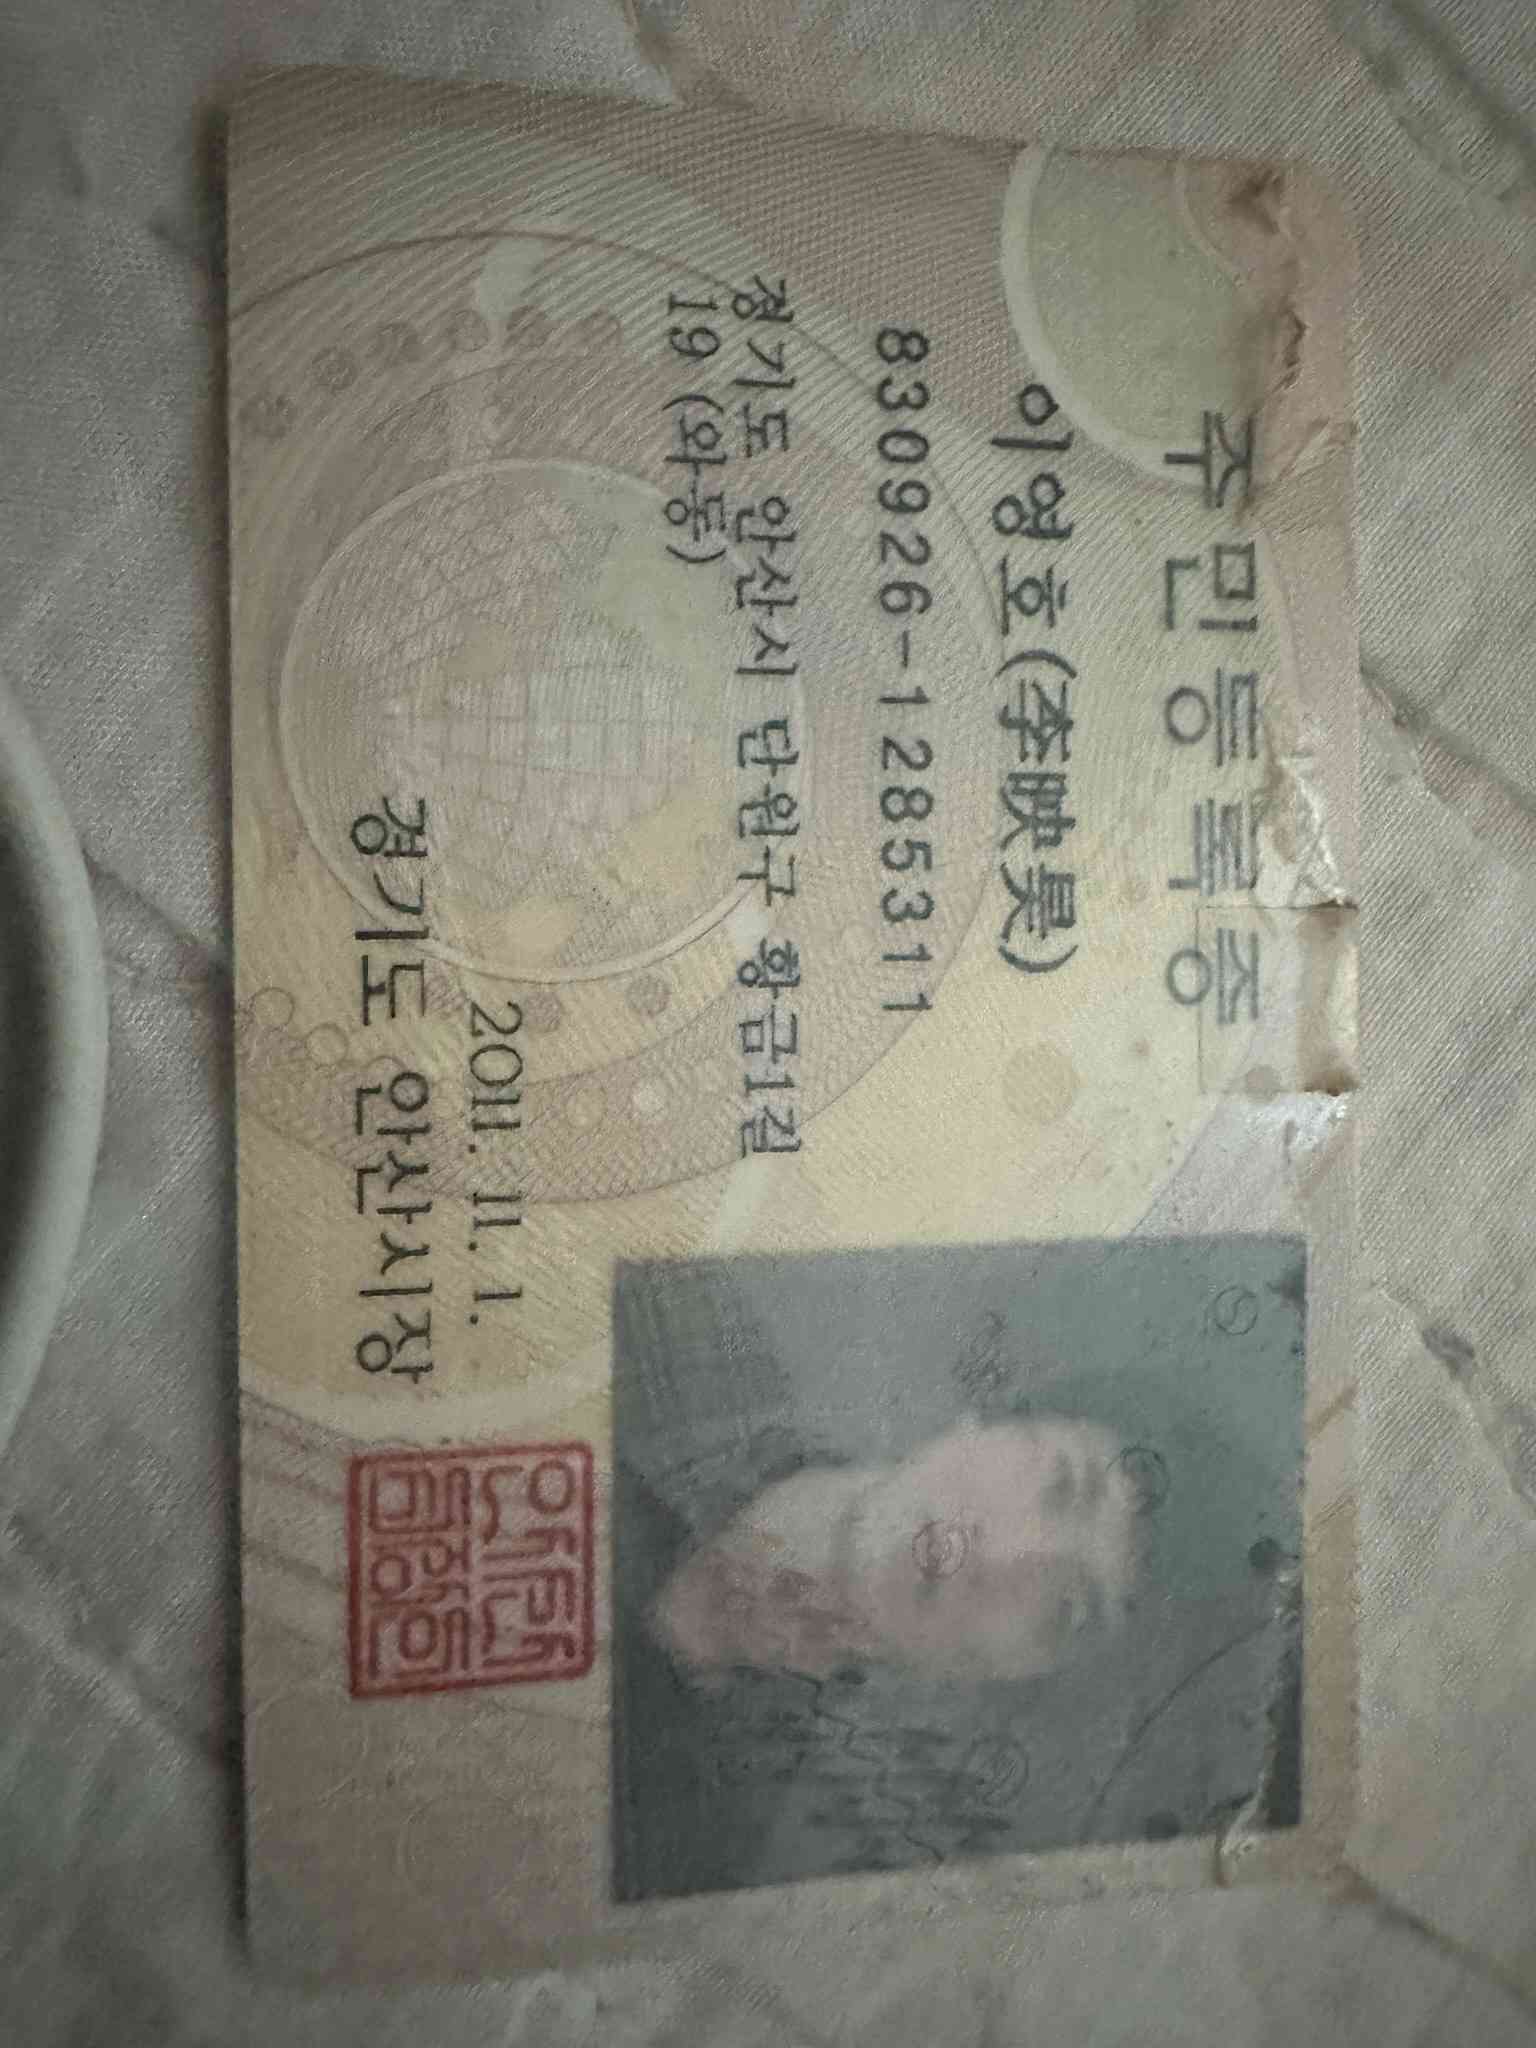 주민등록증
이영호(李映昊)
830926-1285311
경기도 안산시 단원구 황금1길
19 (와동)
2011. 11. 1.
경기도 안산시장